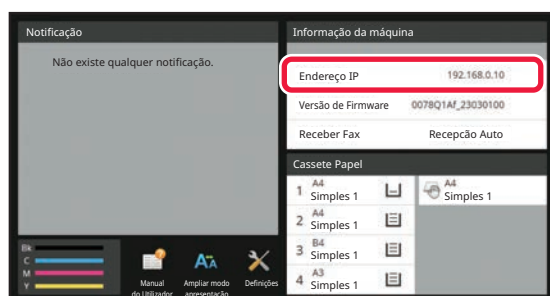 Notificação
Não existe qualquer notificação.
Informação da máquina
Endereço IP 192.168.0.10
Versão de Firmware 0078Q1Af_23030100
Receber Fax Recepcão Auto
Cassete Papel
1 A4 Simples 1
A4 Simples 1
2 A4 Simples 1
3 B4 Simples 1
4 A3 Simples 1
Bk
C
M
Y
Manual do Utilizador
Ampliar modo apresentação
Definições